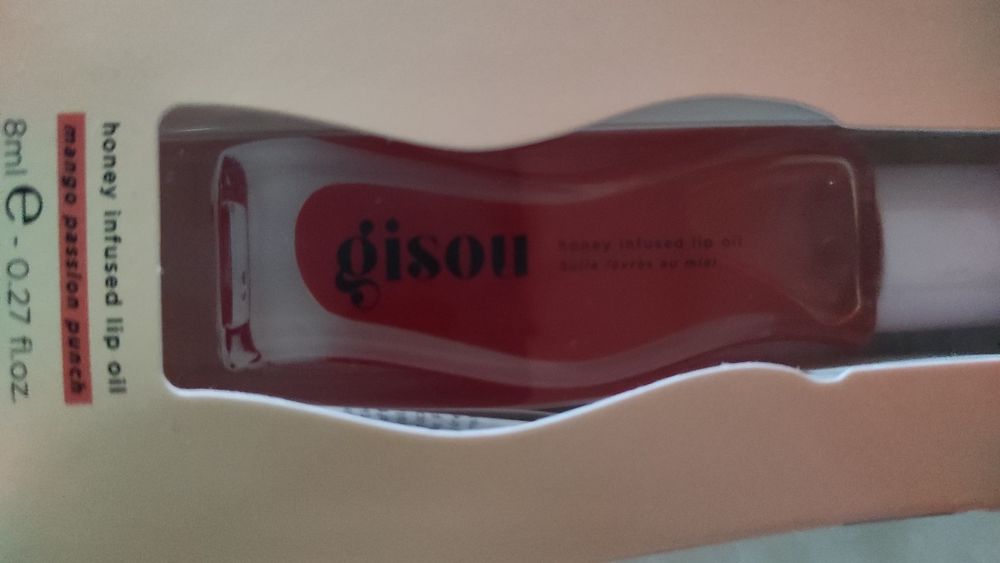 gisou
honey infused lip oil
huile lèvres au miel
honey infused lip oil
mango passion punch
8ml e - 0.27 fl.oz